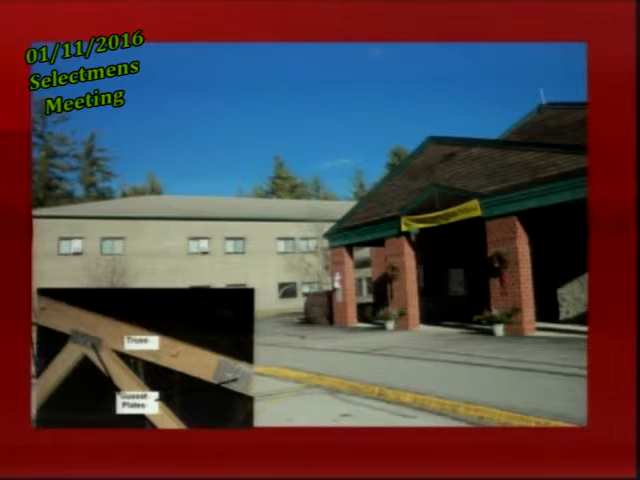 01/11/2016
Selectmens
Meeting
Truss
Gusset
Plates